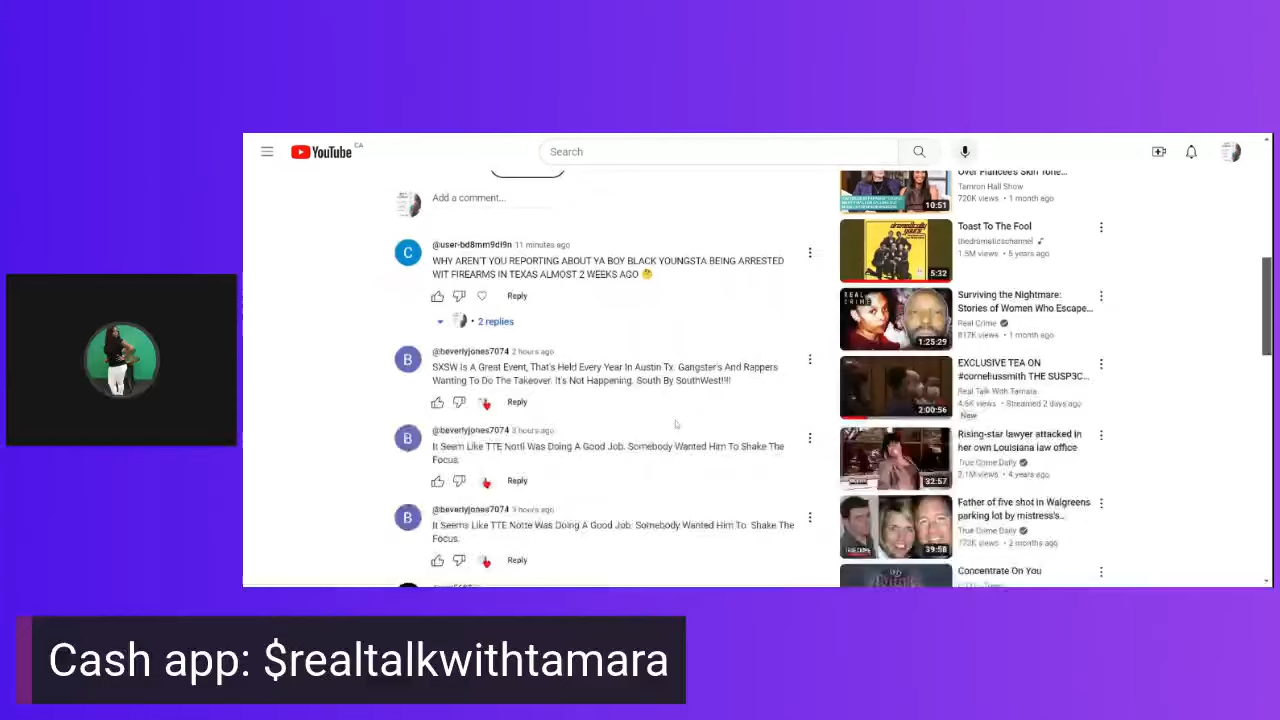 YouTube CA
Search
Add a comment...
@user-bd8mm9di9n 11 minutes ago
WHY AREN'T YOU REPORTING ABOUT YA BOY BLACK YOUNGSTA BEING ARRESTED
WIT FIREARMS IN TEXAS ALMOST 2 WEEKS AGO 🤔
Reply
2 replies
@beverlyjones7074 2 hours ago
SXSW Is A Great Event, That's Held Every Year In Austin Tx. Gangster's And Rappers
Wanting To Do The Takeover. It's Not Happening. South By SouthWest!!!!
Reply
@beverlyjones7074 3 hours ago
It Seem Like TTE Notti Was Doing A Good Job. Somebody Wanted Him To Shake The
Focus.
Reply
@beverlyjones7074 3 hours ago
It Seems Like TTE Notte Was Doing A Good Job. Somebody Wanted Him To Shake The
Focus.
Reply
Over Fiancée's Skin Tone...
Tamron Hall Show
720K views • 1 month ago
10:51
Toast To The Fool
thedramaticschannel
1.5M views • 5 years ago
5:32
Surviving the Nightmare:
Stories of Women Who Escape...
Real Crime
817K views • 1 month ago
REAL
CRIME
1:25:29
EXCLUSIVE TEA ON
#corneliussmith THE SUSP3C...
Real Talk With Tamara
4.6K views • Streamed 2 days ago
New
2:00:56
Rising-star lawyer attacked in
her own Louisiana law office
True Crime Daily
2.1M views • 4 years ago
32:57
Father of five shot in Walgreens
parking lot by mistress's...
True Crime Daily
773K views • 2 months ago
39:58
Concentrate On You
Cash app: $realtalkwithtamara